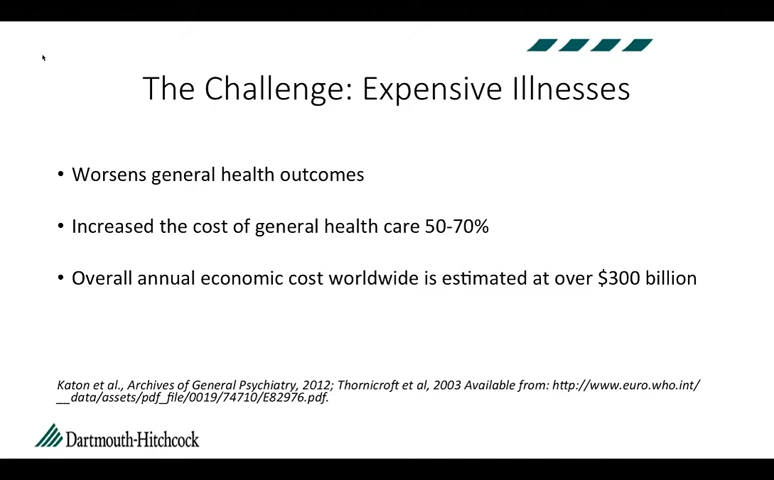 The Challenge: Expensive Illnesses
• Worsens general health outcomes
• Increased the cost of general health care 50-70%
• Overall annual economic cost worldwide is estimated at over $300 billion
Katon et al., Archives of General Psychiatry, 2012; Thornicroft et al, 2003 Available from: http://www.euro.who.int/
__data/assets/pdf_file/0019/74710/E82976.pdf.
Dartmouth-Hitchcock